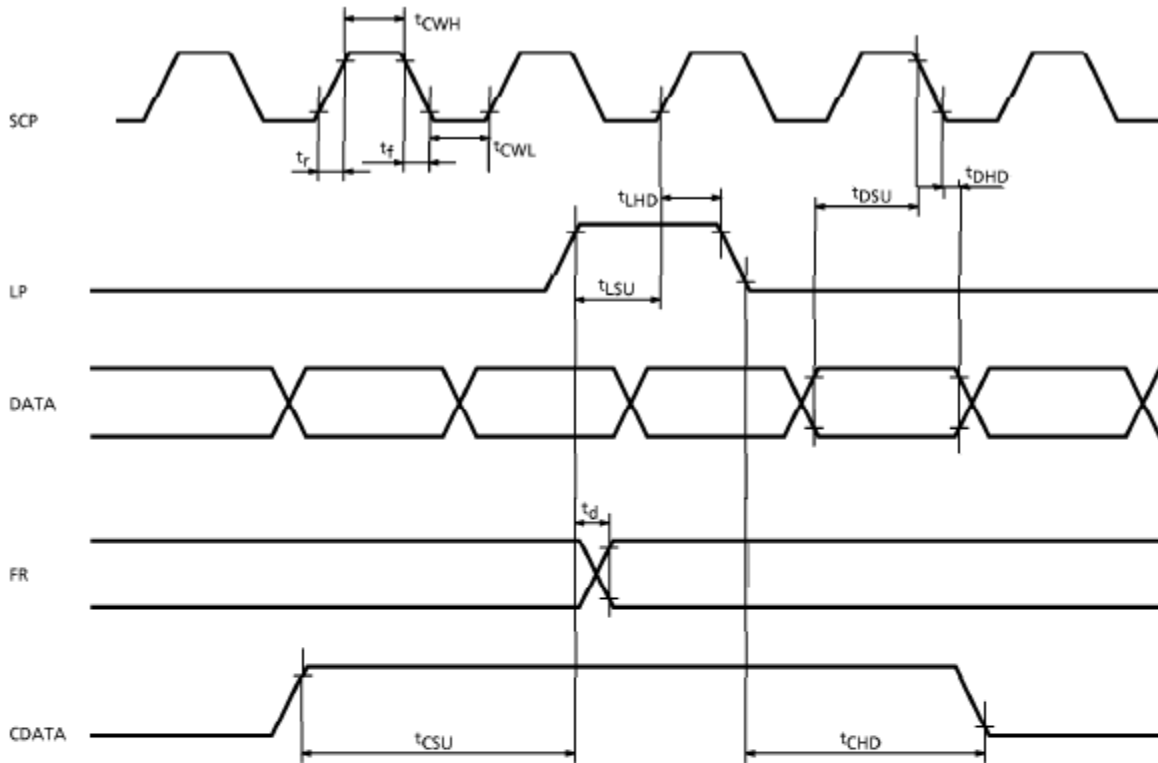 tCWH
SCP
tr
tf
tCWL
tDHD
tLHD
tDSU
LP
tLSU
DATA
td
FR
CDATA
tCSU
tCHD